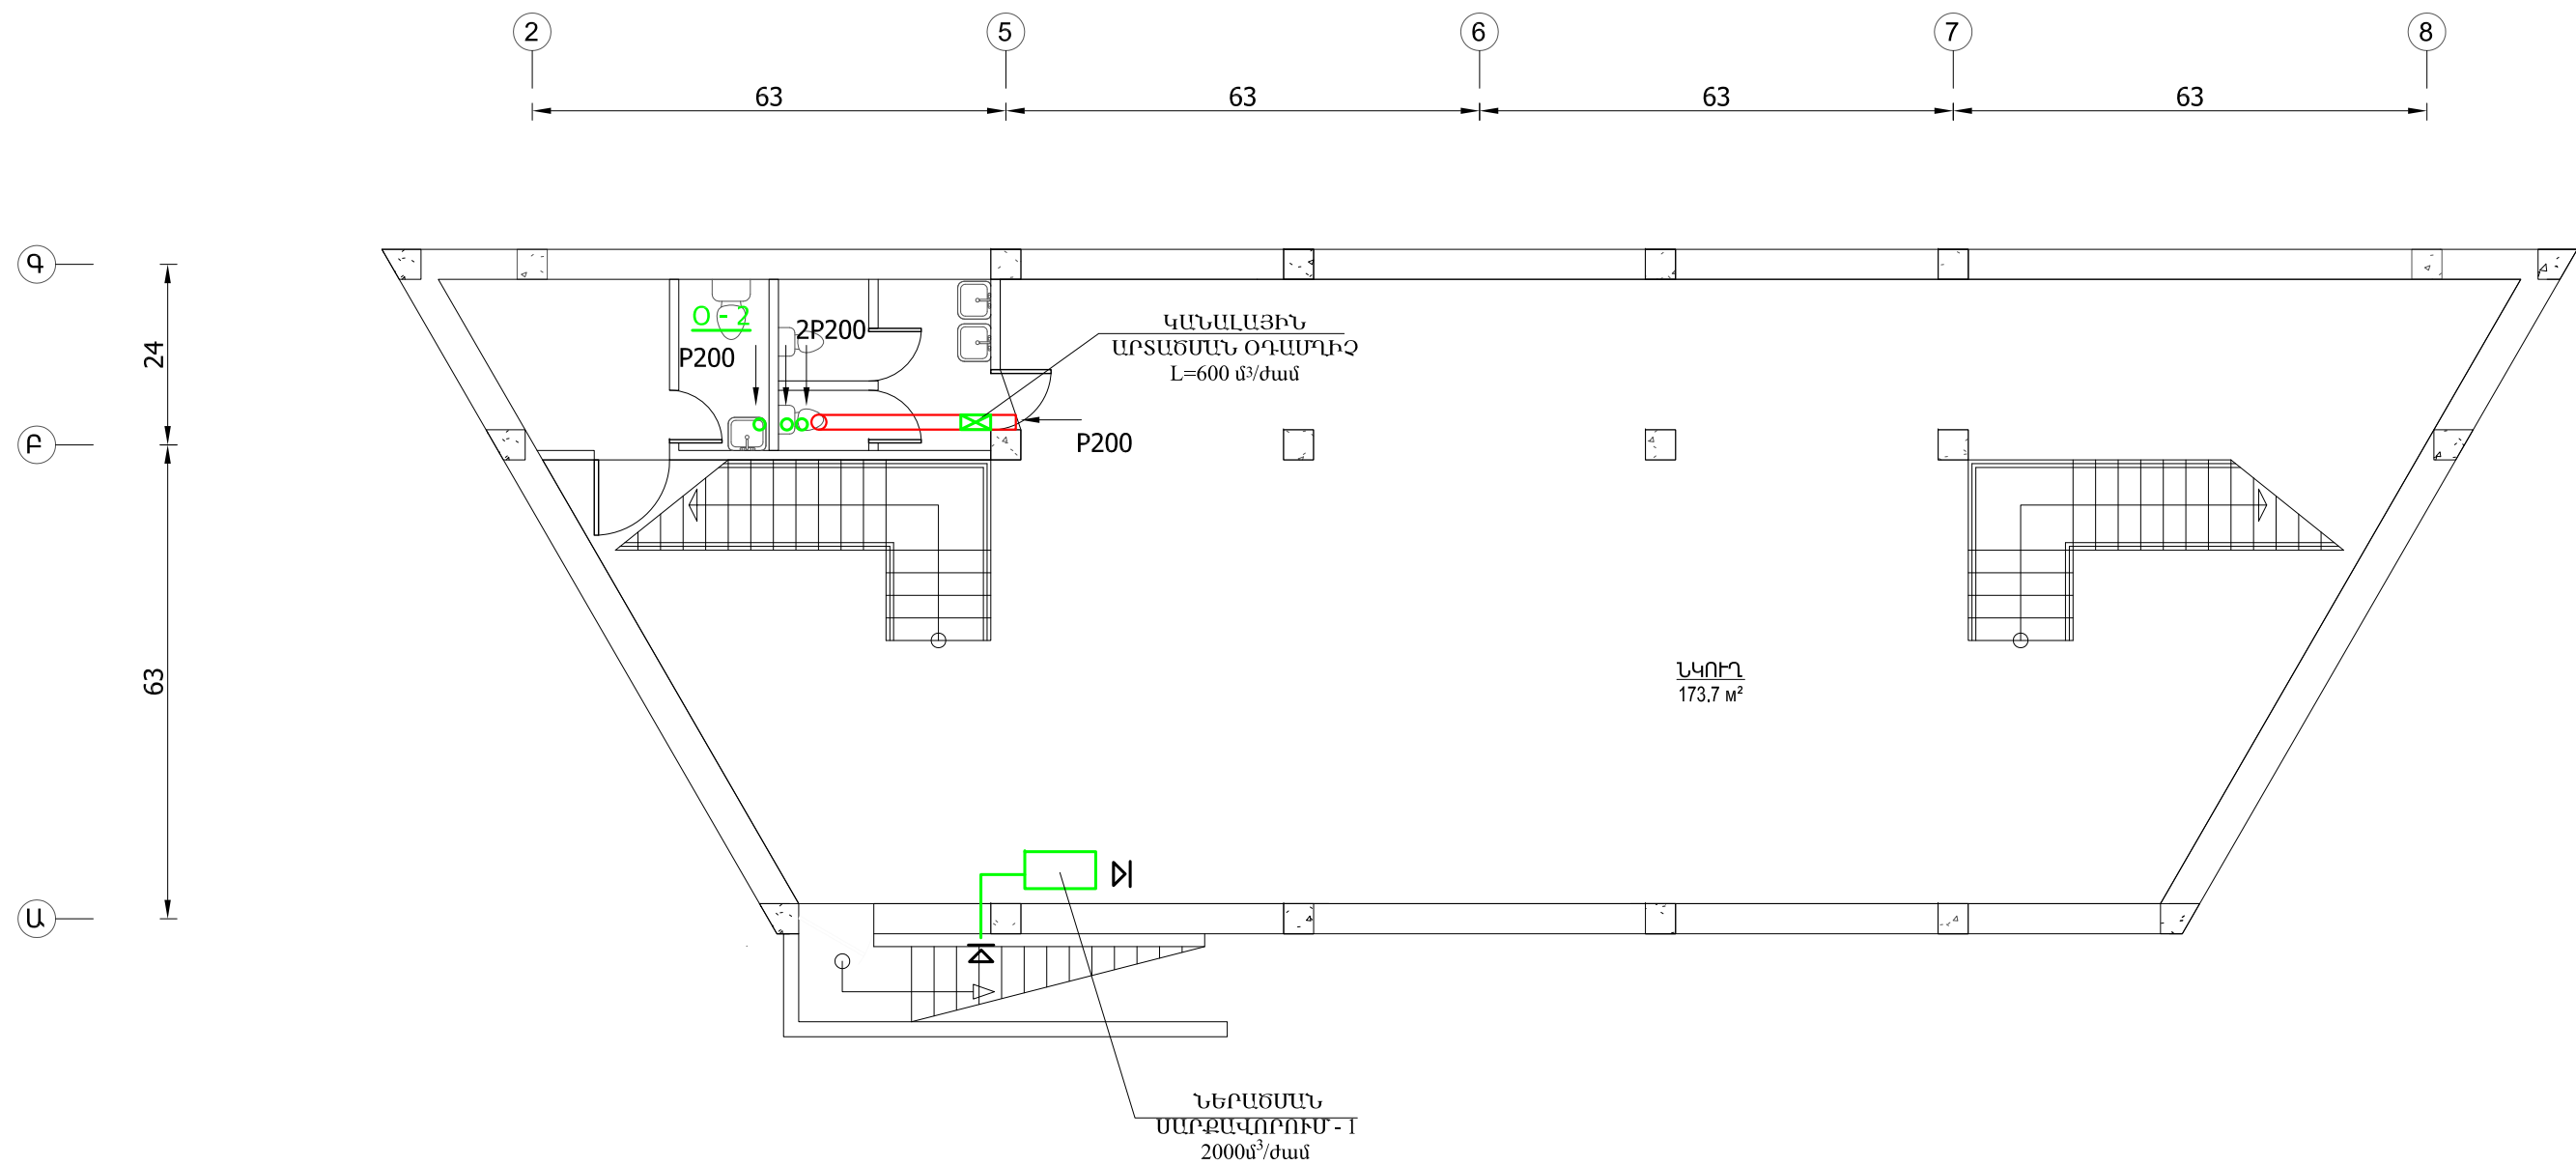 2
5
6
7
8
63
63
63
63
Գ
Բ
Ա
24
63
O - 2
2P200
P200
ԿԱՆԱԼԱՅԻՆ
ԱՐՏԱԾՄԱՆ ՕԴԱՄՂԻՉ
L=600 մ³/ժամ
P200
ՆԿՈՒՂ
173,7 м²
ՆԵՐԱԾՄԱՆ
ՍԱՐՔԱՎՈՐՈՒՄ - 1
2000մ³/ժամ